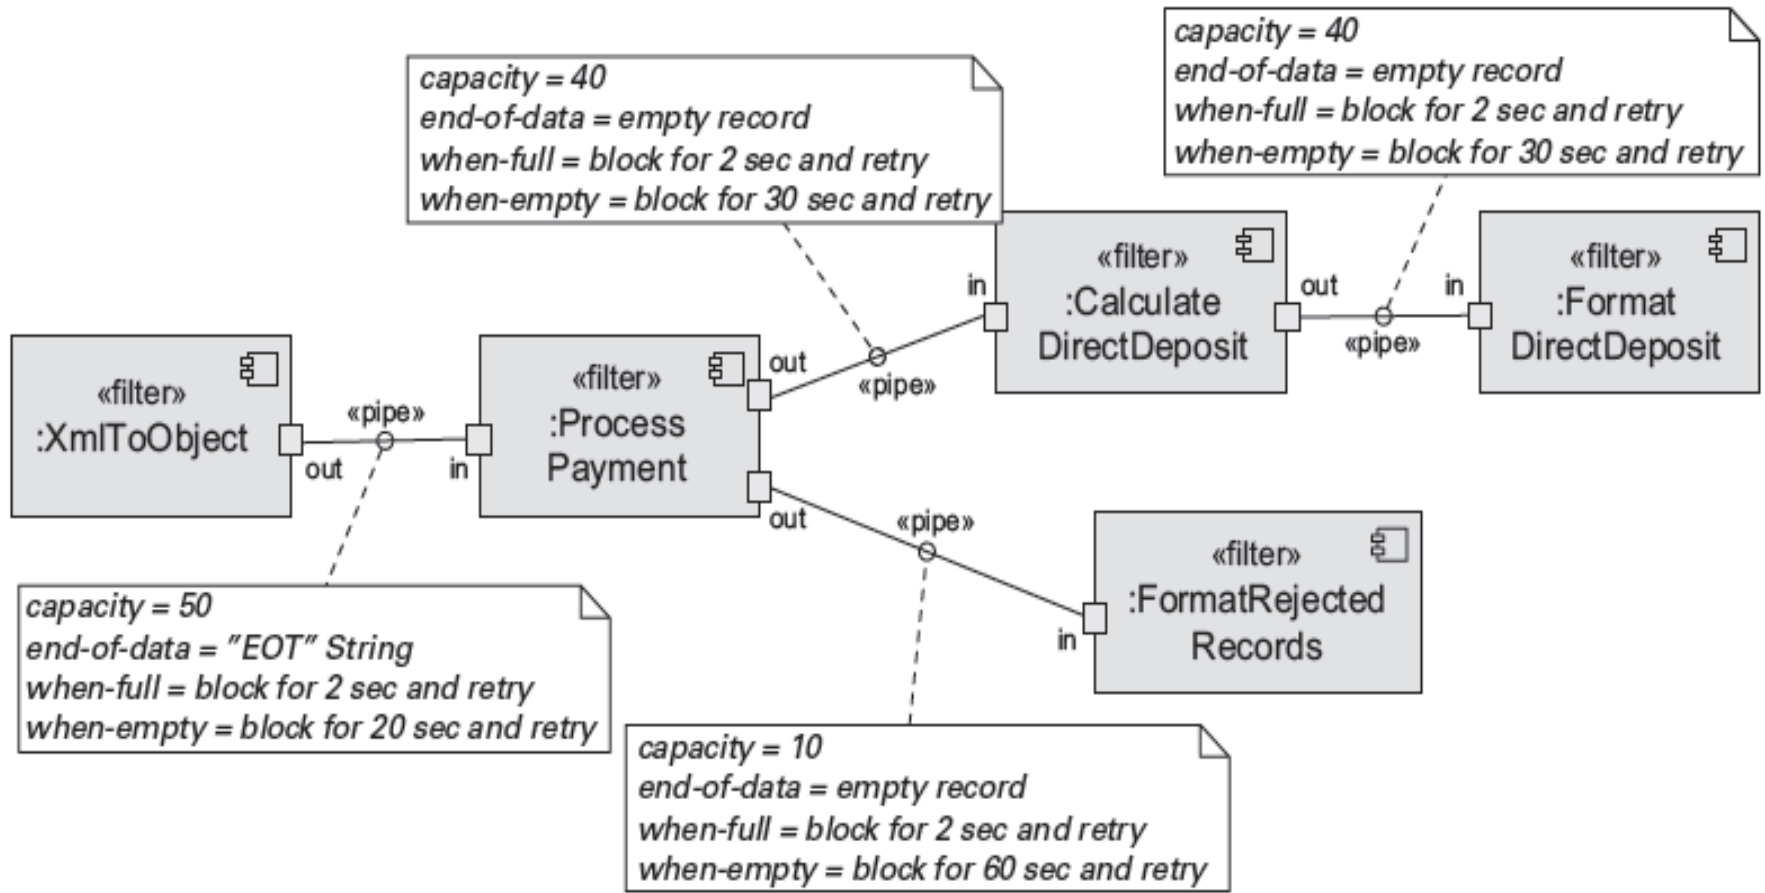 capacity = 40
end-of-data = empty record
when-full = block for 2 sec and retry
when-empty = block for 30 sec and retry
capacity = 40
end-of-data = empty record
when-full = block for 2 sec and retry
when-empty = block for 30 sec and retry
«filter»
:XmlToObject
out
«pipe»
in
«filter»
:Process
Payment
out
«pipe»
in
«filter»
:Calculate
DirectDeposit
out
«pipe»
in
«filter»
:Format
DirectDeposit
out
«pipe»
in
«filter»
:FormatRejected
Records
capacity = 50
end-of-data = "EOT" String
when-full = block for 2 sec and retry
when-empty = block for 20 sec and retry
capacity = 10
end-of-data = empty record
when-full = block for 2 sec and retry
when-empty = block for 60 sec and retry